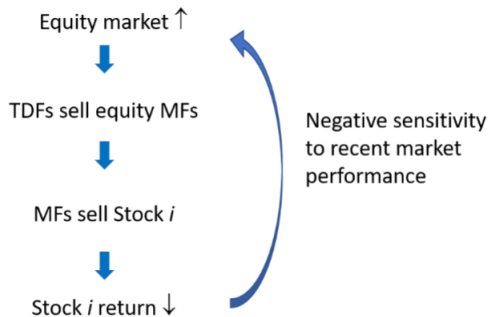 Equity market ↑
TDFs sell equity MFs
MFs sell Stock i
Stock i return ↓
Negative sensitivity
to recent market
performance